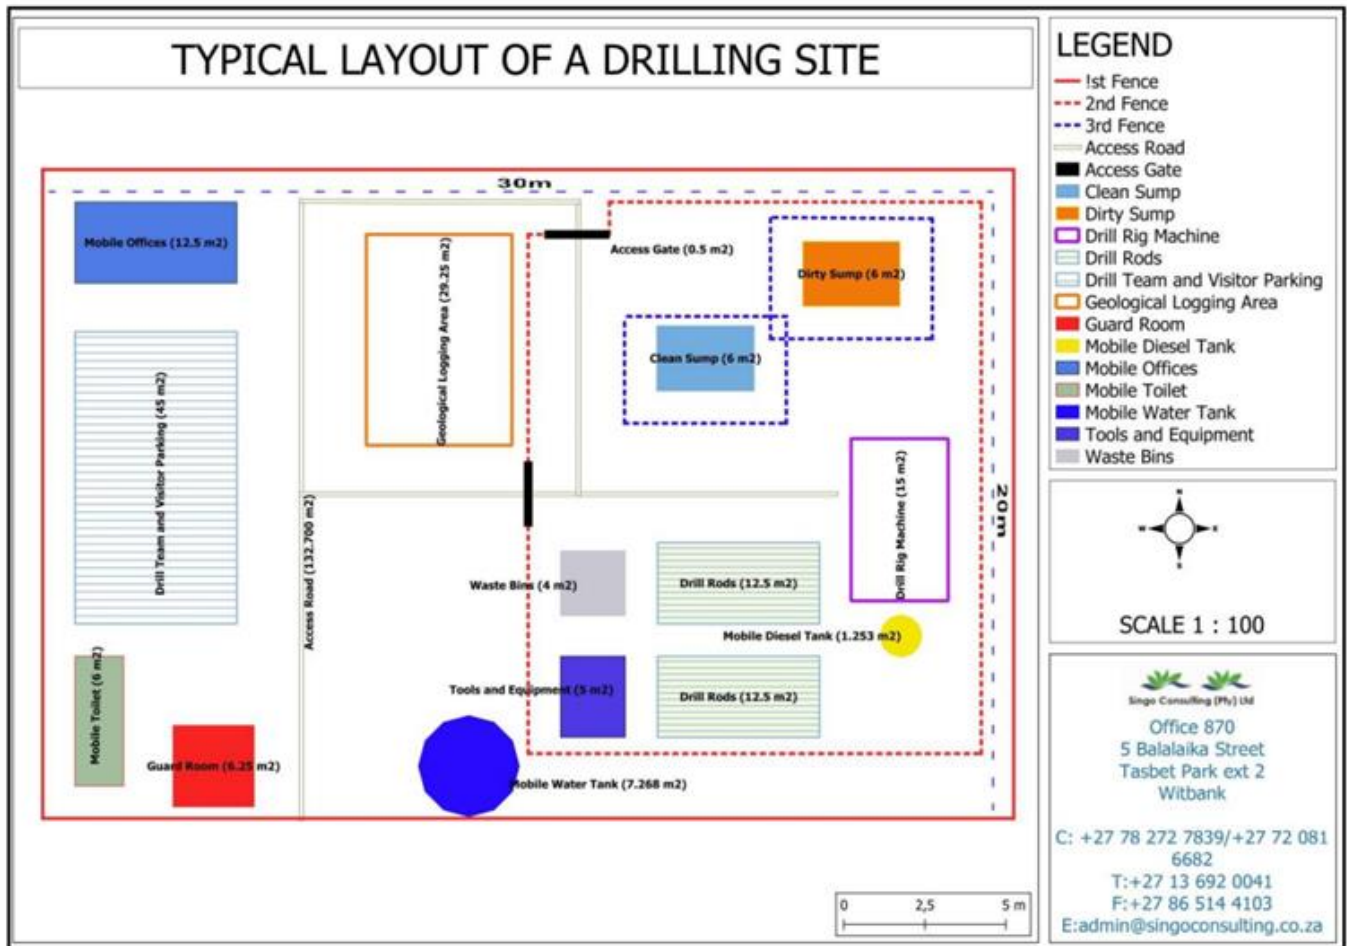 TYPICAL LAYOUT OF A DRILLING SITE
30m
20m
Mobile Offices (12.5 m2)
Geological Logging Area (29.25 m2)
Access Gate (0.5 m2)
Dirty Sump (6 m2)
Clean Sump (6 m2)
Drill Team and Visitor Parking (45 m2)
Access Road (132.700 m2)
Drill Rig Machine (15 m2)
Waste Bins (4 m2)
Drill Rods (12.5 m2)
Mobile Diesel Tank (1.253 m2)
Mobile Toilet (6 m2)
Tools and Equipment (5 m2)
Drill Rods (12.5 m2)
Guard Room (6.25 m2)
Mobile Water Tank (7.268 m2)
0 2,5 5 m
LEGEND
!st Fence
2nd Fence
3rd Fence
Access Road
Access Gate
Clean Sump
Dirty Sump
Drill Rig Machine
Drill Rods
Drill Team and Visitor Parking
Geological Logging Area
Guard Room
Mobile Diesel Tank
Mobile Offices
Mobile Toilet
Mobile Water Tank
Tools and Equipment
Waste Bins
N
W E
S
SCALE 1 : 100
Singo Consulting (Pty) Ltd
Office 870
5 Balalaika Street
Tasbet Park ext 2
Witbank
C: +27 78 272 7839/+27 72 081
6682
T:+27 13 692 0041
F:+27 86 514 4103
E:admin@singoconsulting.co.za